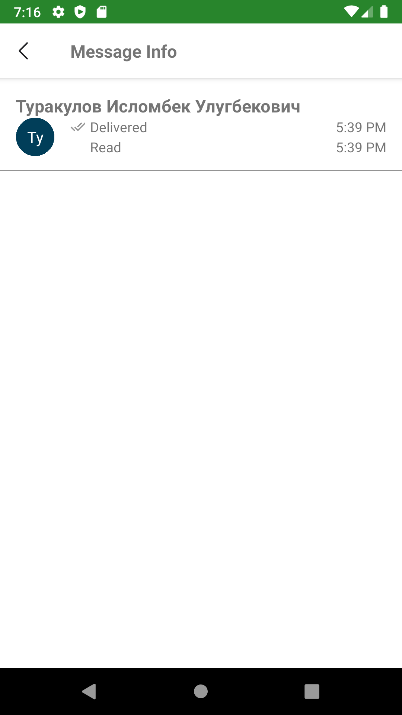 7:16
Message Info
Туракулов Исломбек Улугбекович
Ту
Delivered 5:39 PM
Read 5:39 PM